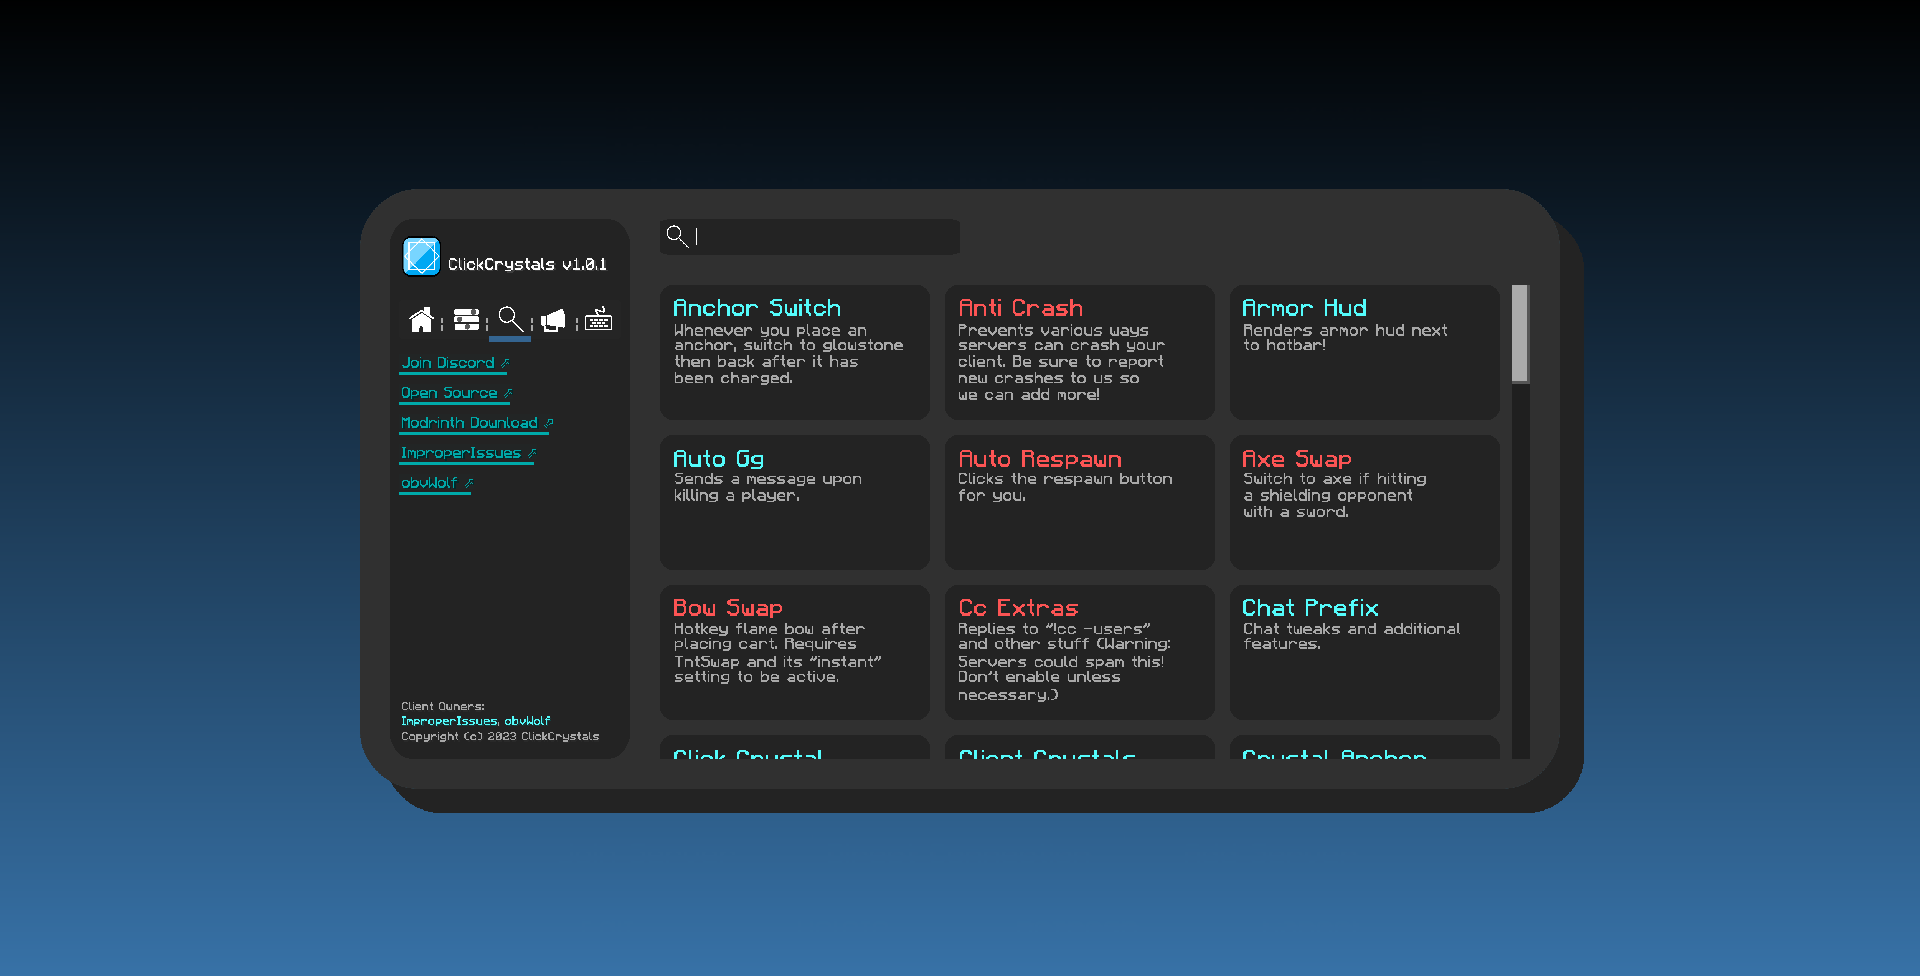 ClickCrystals v1.0.1
Join Discord
Open Source
Modrinth Download
ImproperIssues
obvWolf
Client Owners:
ImproperIssues, obvWolf
Copyright (c) 2023 ClickCrystals
Anchor Switch
Whenever you place an
anchor, switch to glowstone
then back after it has
been charged.
Anti Crash
Prevents various ways
servers can crash your
client. Be sure to report
new crashes to us so
we can add more!
Armor Hud
Renders armor hud next
to hotbar!
Auto Gg
Sends a message upon
killing a player.
Auto Respawn
Clicks the respawn button
for you.
Axe Swap
Switch to axe if hitting
a shielding opponent
with a sword.
Bow Swap
Hotkey flame bow after
placing cart. Requires
TntSwap and its "instant"
setting to be active.
Cc Extras
Replies to "!cc -users"
and other stuff (Warning:
Servers could spam this!
Don't enable unless
necessary.)
Chat Prefix
Chat tweaks and additional
features.
Click Crystal
Client Crystals
Crystal Anchor